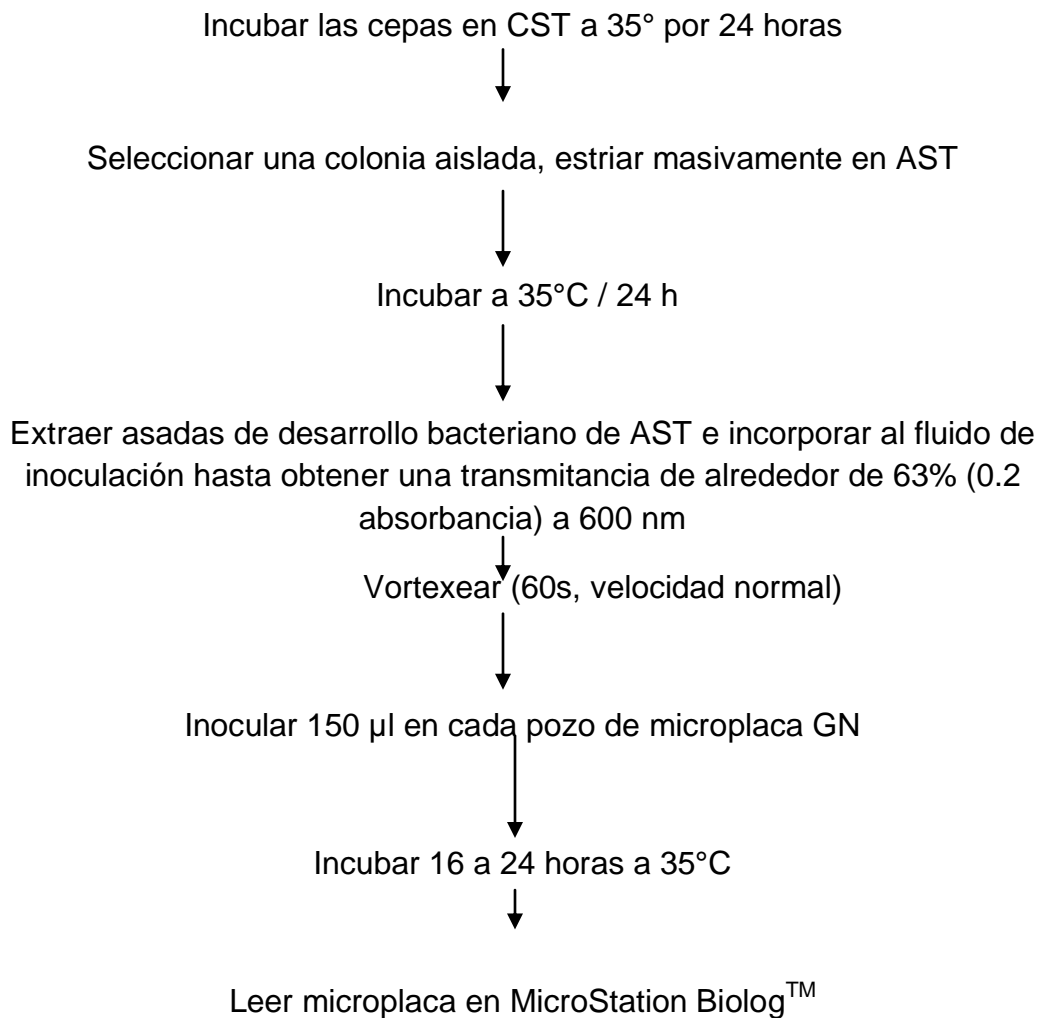 Incubar las cepas en CST a 35° por 24 horas
Seleccionar una colonia aislada, estriar masivamente en AST
Incubar a 35°C / 24 h
Extraer asadas de desarrollo bacteriano de AST e incorporar al fluido de
inoculación hasta obtener una transmitancia de alrededor de 63% (0.2
absorbancia) a 600 nm
Vortexear (60s, velocidad normal)
Inocular 150 µl en cada pozo de microplaca GN
Incubar 16 a 24 horas a 35°C
Leer microplaca en MicroStation Biolog™